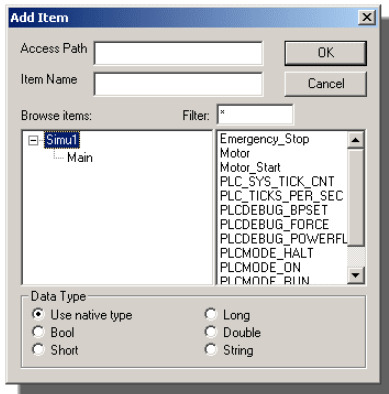 Add Item
Access Path
OK
Item Name
Cancel
Browse items:
Filter: *
Simu1
Main
Emergency_Stop
Motor
Motor_Start
PLC_SYS_TICK_CNT
PLC_TICKS_PER_SEC
PLCDEBUG_BPSET
PLCDEBUG_FORCE
PLCDEBUG_POWERFL
PLCMODE_HALT
PLCMODE_ON
PLCMODE_RUN
Data Type
Use native type
Long
Bool
Double
Short
String